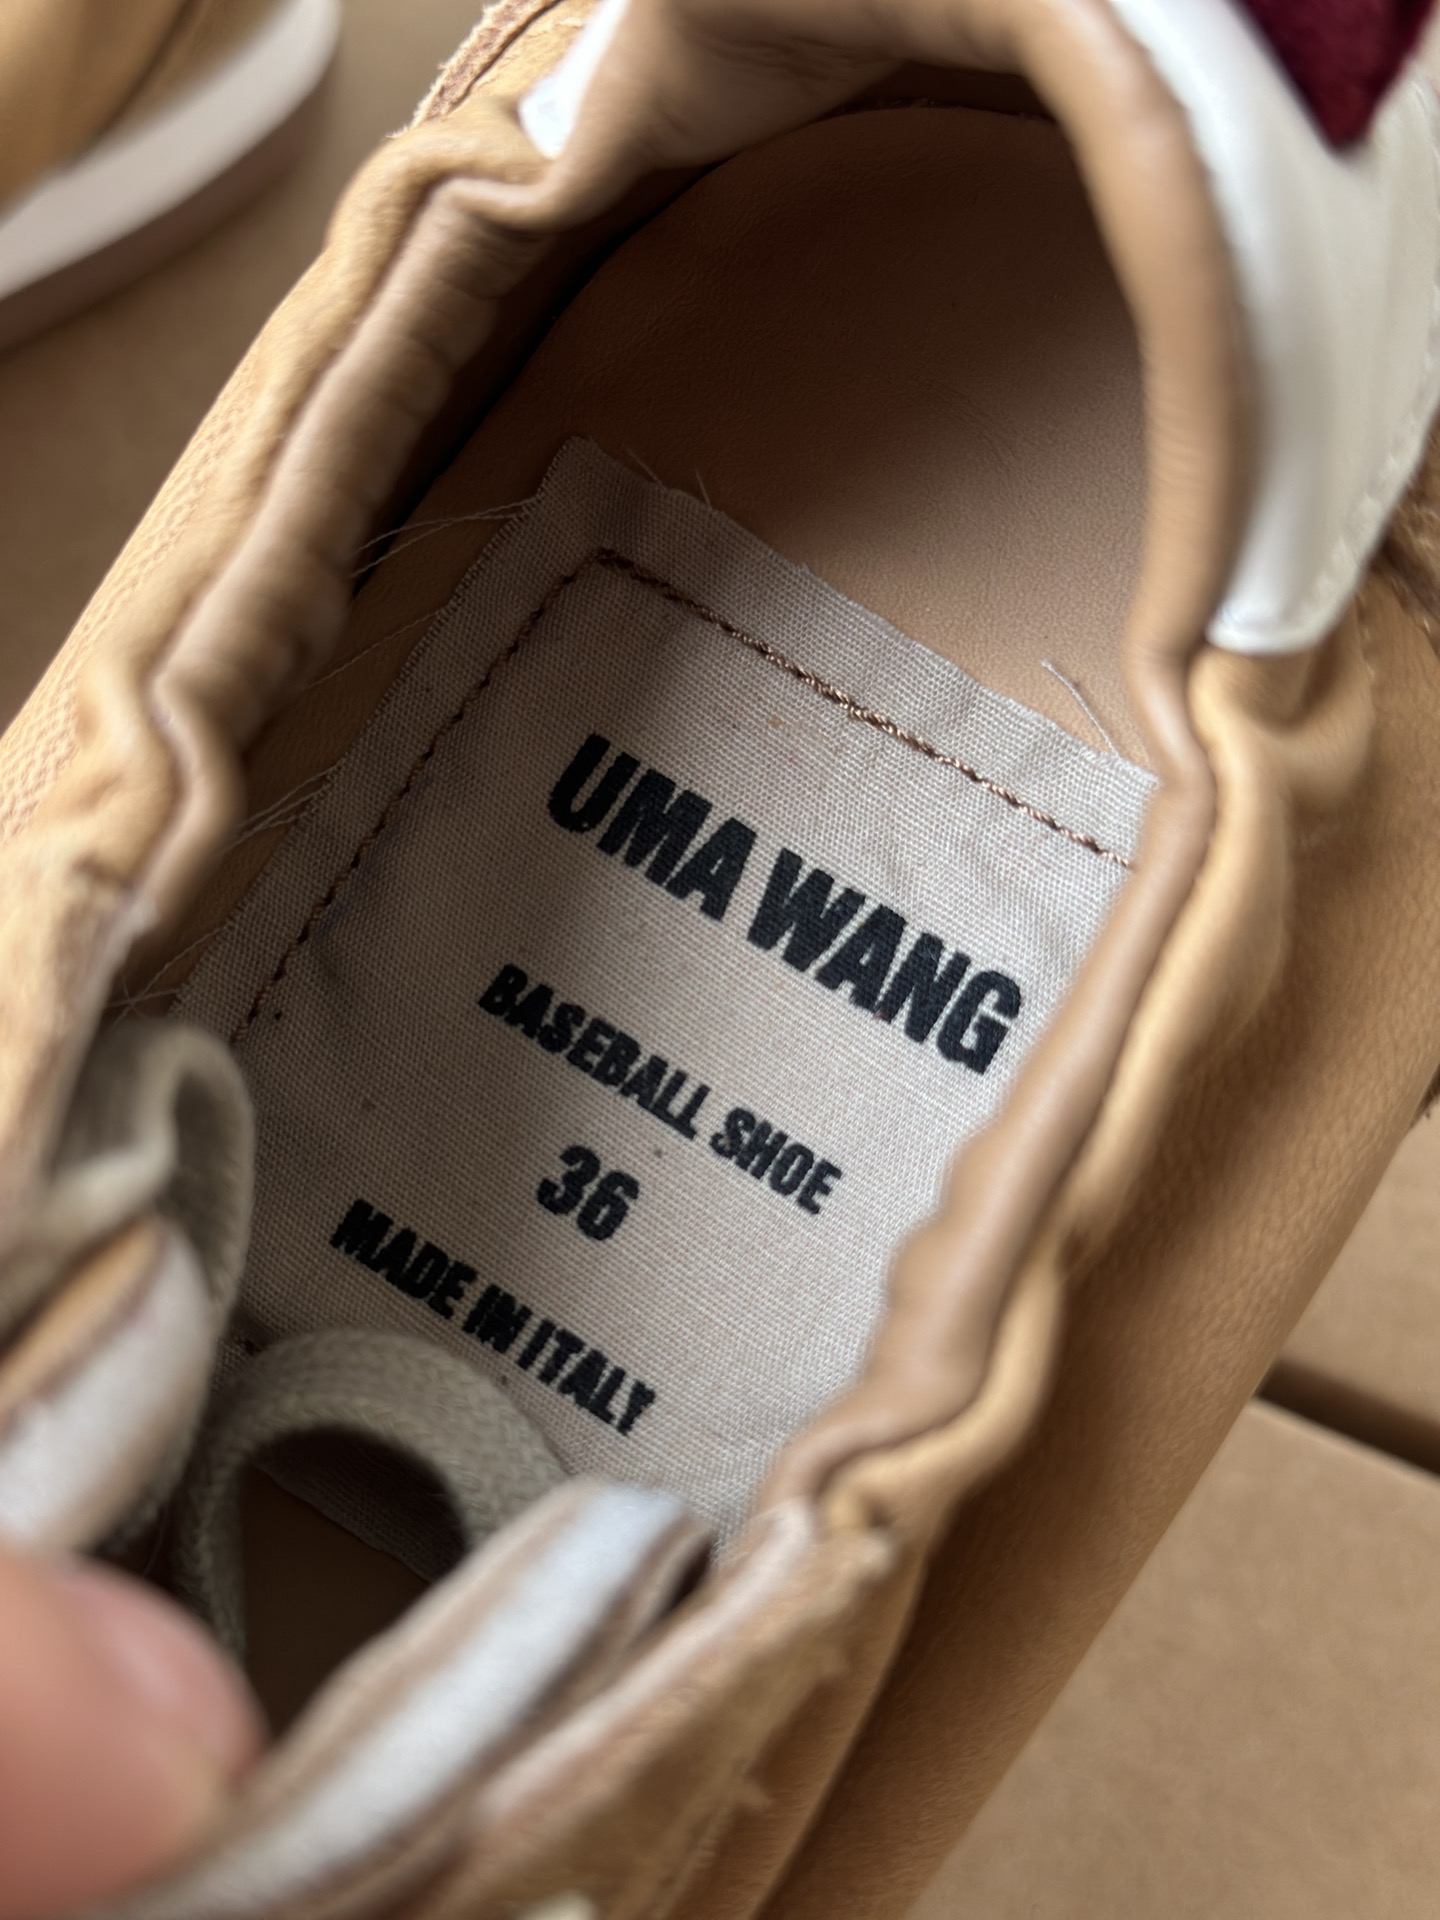 UMA WANG
BASEBALL SHOE
36
MADE IN ITALY